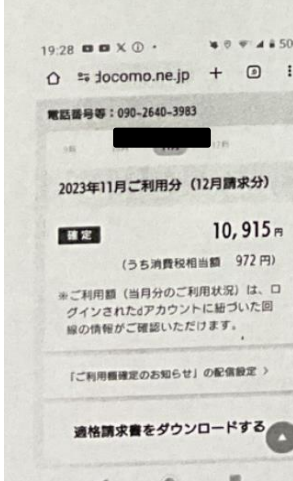 19:28
docomo.ne.jp
電話番号等：090-2640-3983
2023年11月ご利用分（12月請求分）
確定
10,915円
（うち消費税相当額　972 円）
※ご利用額（当月分のご利用状況）は、ロ
グインされたdアカウントに紐づいた回
線の情報がご確認いただけます。
「ご利用額確定のお知らせ」の配信設定 >
適格請求書をダウンロードする